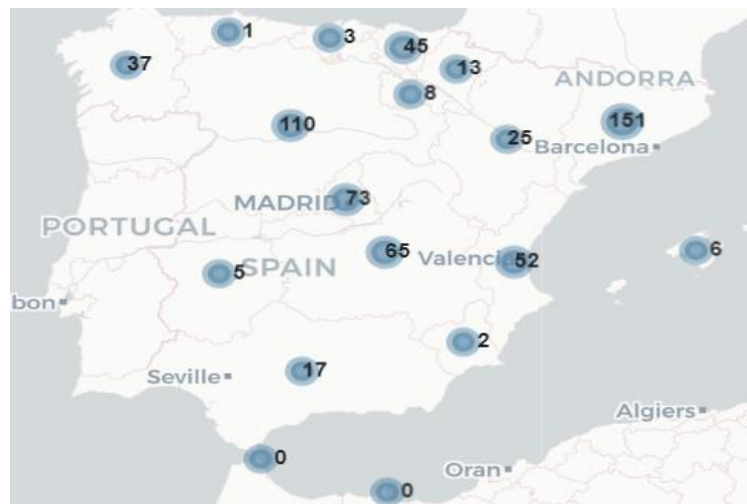 1
3
45
37
13
ANDORRA
8
110
151
25
Barcelona
MADRID 73
PORTUGAL
65
Valencia 52
6
SPAIN
5
bon
2
17
Seville
Algiers
0
Oran
0